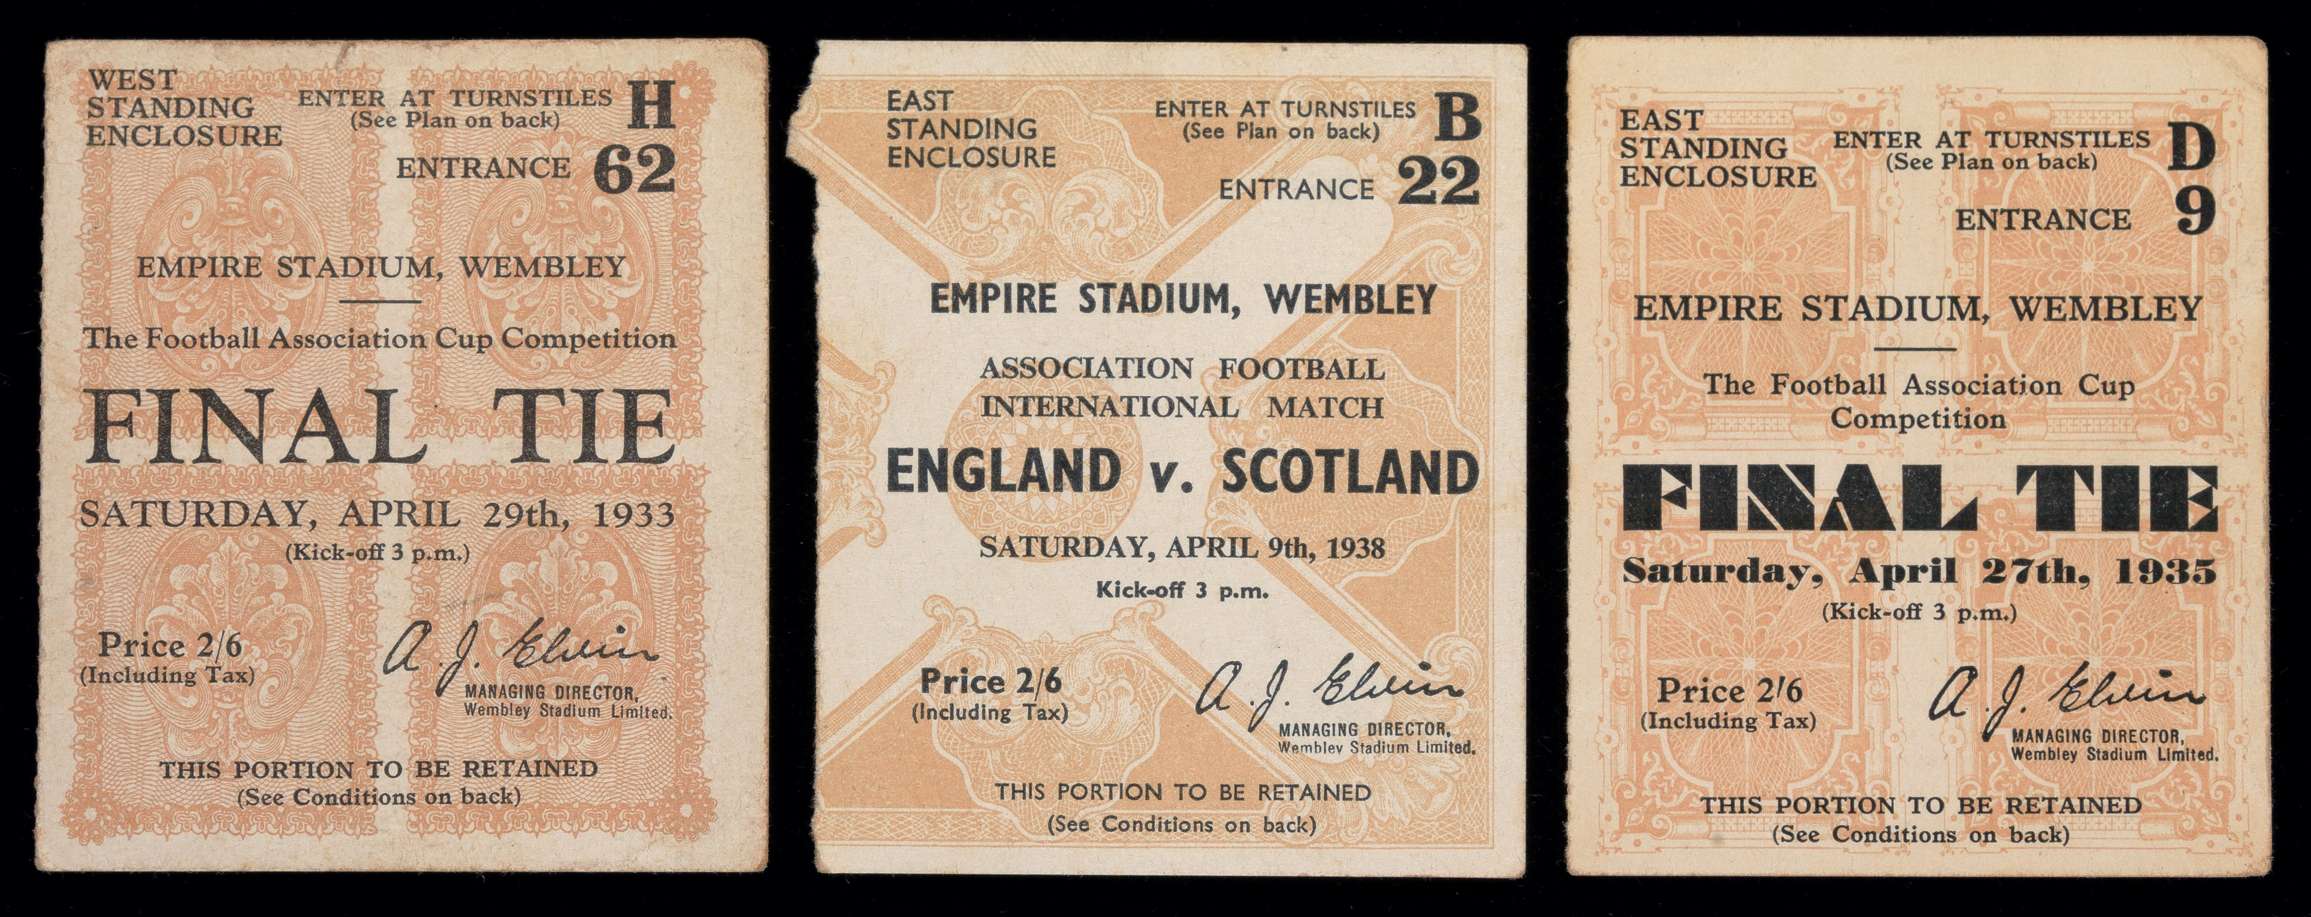 WEST
STANDING
ENCLOSURE
ENTER AT TURNSTILES H
(See Plan on back)
ENTRANCE 62
EMPIRE STADIUM, WEMBLEY
The Football Association Cup Competition
FINAL TIE
SATURDAY, APRIL 29th, 1933
(Kick-off 3 p.m.)
Price 2/6
(Including Tax)
A. J. Elvin
MANAGING DIRECTOR,
Wembley Stadium Limited.
THIS PORTION TO BE RETAINED
(See Conditions on back)
EAST
STANDING
ENCLOSURE
ENTER AT TURNSTILES B
(See Plan on back)
ENTRANCE 22
EMPIRE STADIUM, WEMBLEY
ASSOCIATION FOOTBALL
INTERNATIONAL MATCH
ENGLAND v. SCOTLAND
SATURDAY, APRIL 9th, 1938
Kick-off 3 p.m.
Price 2/6
(Including Tax)
A. J. Elvin
MANAGING DIRECTOR,
Wembley Stadium Limited.
THIS PORTION TO BE RETAINED
(See Conditions on back)
EAST
STANDING
ENCLOSURE
ENTER AT TURNSTILES D
(See Plan on back)
ENTRANCE 9
EMPIRE STADIUM, WEMBLEY
The Football Association Cup
Competition
FINAL TIE
Saturday, April 27th, 1935
(Kick-off 3 p.m.)
Price 2/6
(Including Tax)
A. J. Elvin
MANAGING DIRECTOR,
Wembley Stadium Limited.
THIS PORTION TO BE RETAINED
(See Conditions on back)